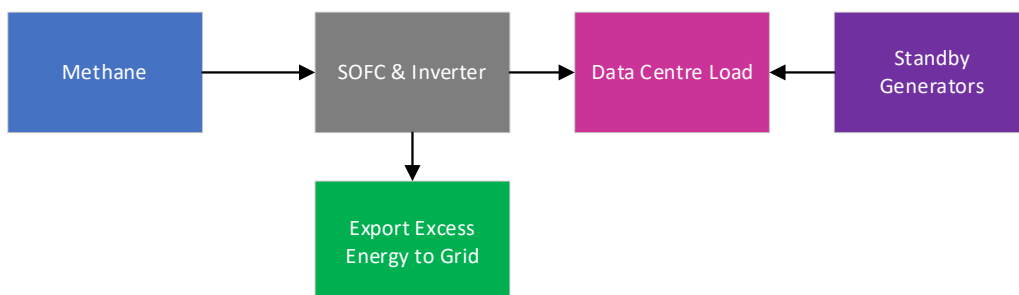 Methane
SOFC & Inverter
Data Centre Load
Standby
Generators
Export Excess
Energy to Grid